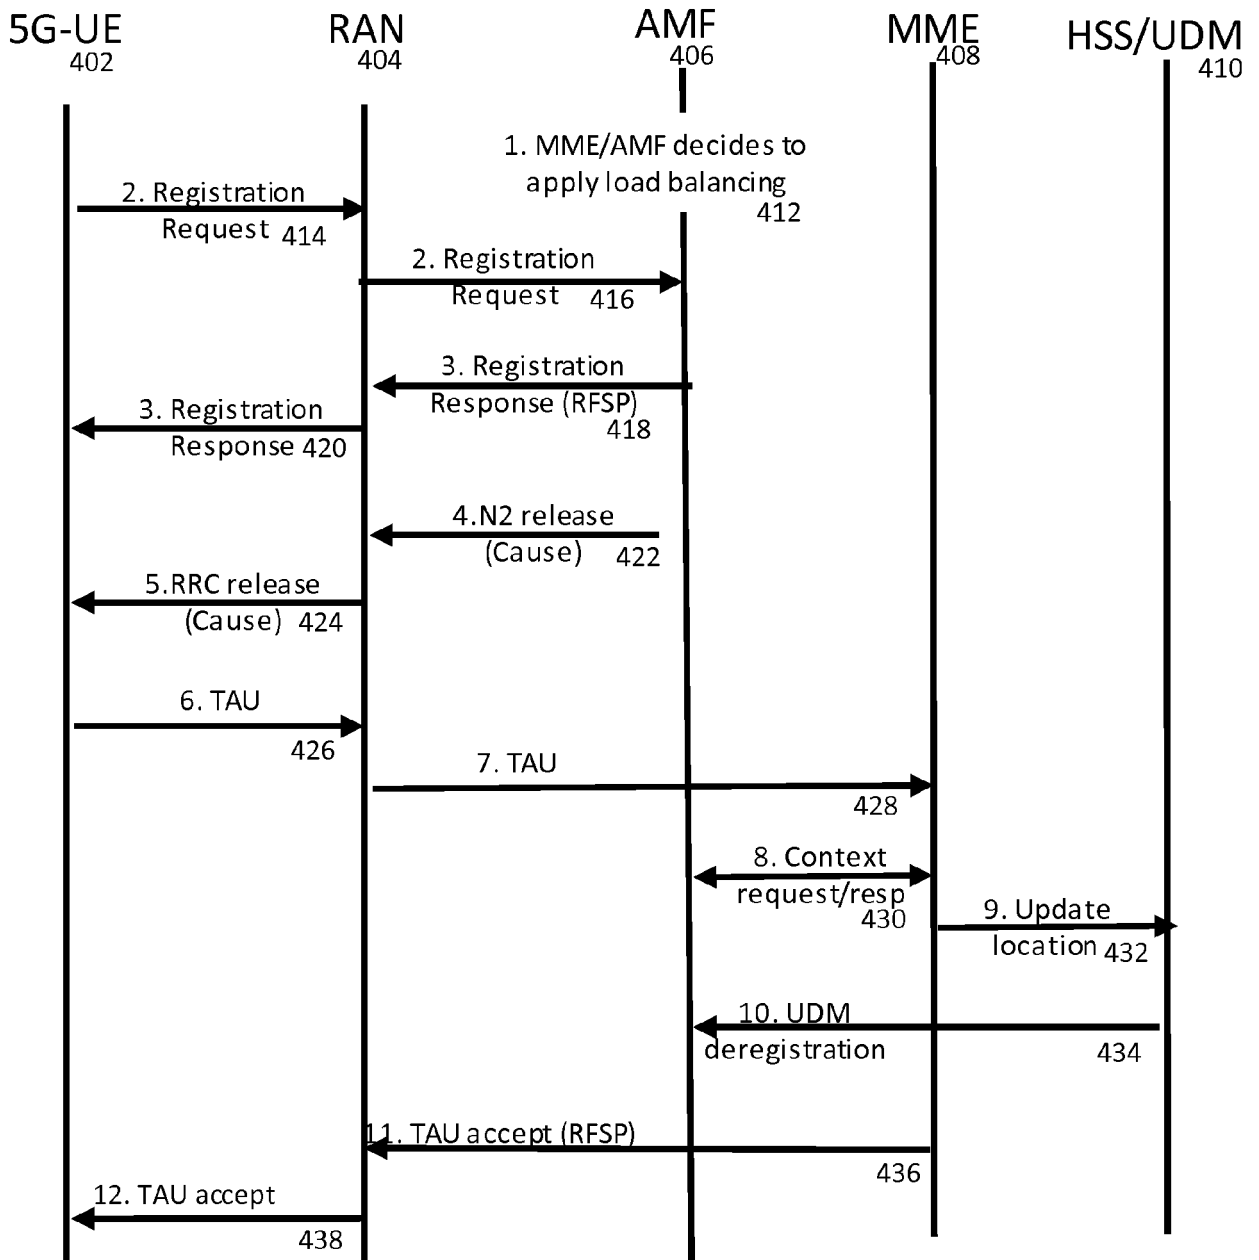 5G-UE
402
RAN
404
AMF
406
MME
408
HSS/UDM
410
1. MME/AMF decides to
apply load balancing
412
2. Registration
Request 414
2. Registration
Request 416
3. Registration
Response (RFSP)
418
3. Registration
Response 420
4.N2 release
(Cause) 422
5.RRC release
(Cause) 424
6. TAU
426
7. TAU
428
8. Context
request/resp
430
9. Update
location 432
10. UDM
deregistration 434
11. TAU accept (RFSP)
436
12. TAU accept
438